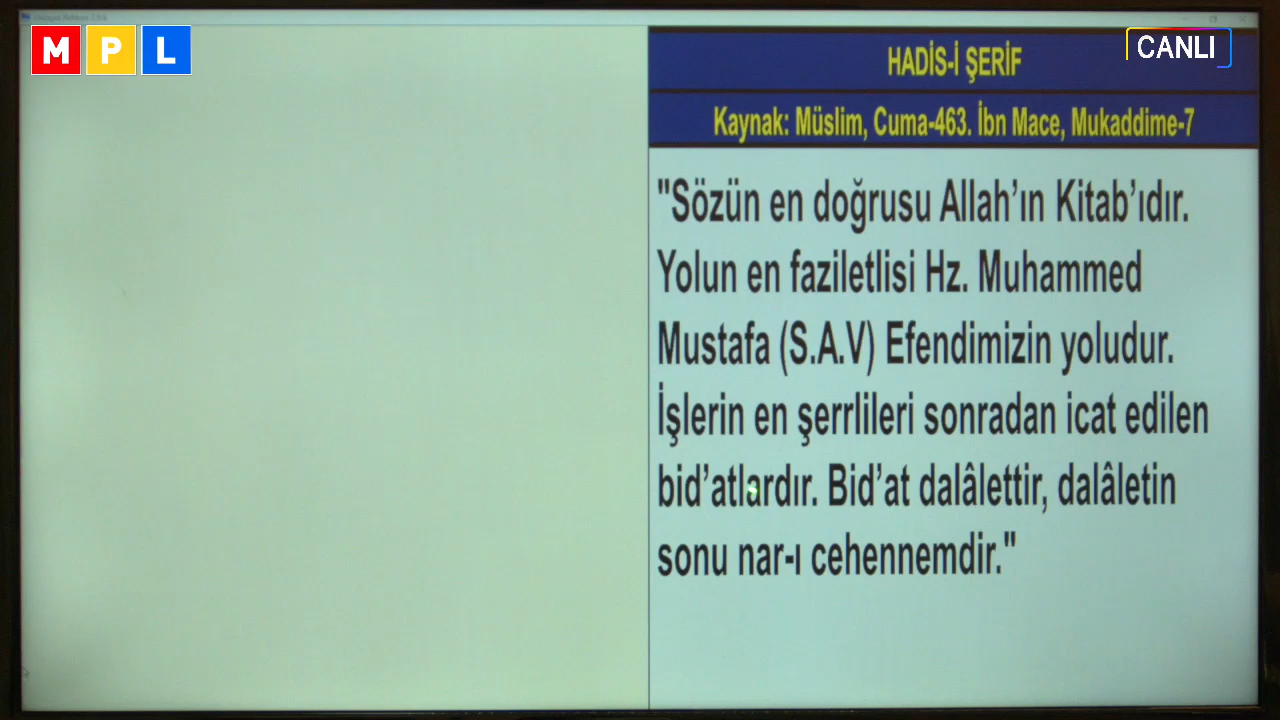 MPL
CANLI
HADİS-İ ŞERİF
Kaynak: Müslim, Cuma-463. İbn Mace, Mukaddime-7
"Sözün en doğrusu Allah’ın Kitab’ıdır.
Yolun en faziletlisi Hz. Muhammed
Mustafa (S.A.V) Efendimizin yoludur.
İşlerin en şerrlileri sonradan icat edilen
bid’atlardır. Bid’at dalâlettir, dalâletin
sonu nar-ı cehennemdir."